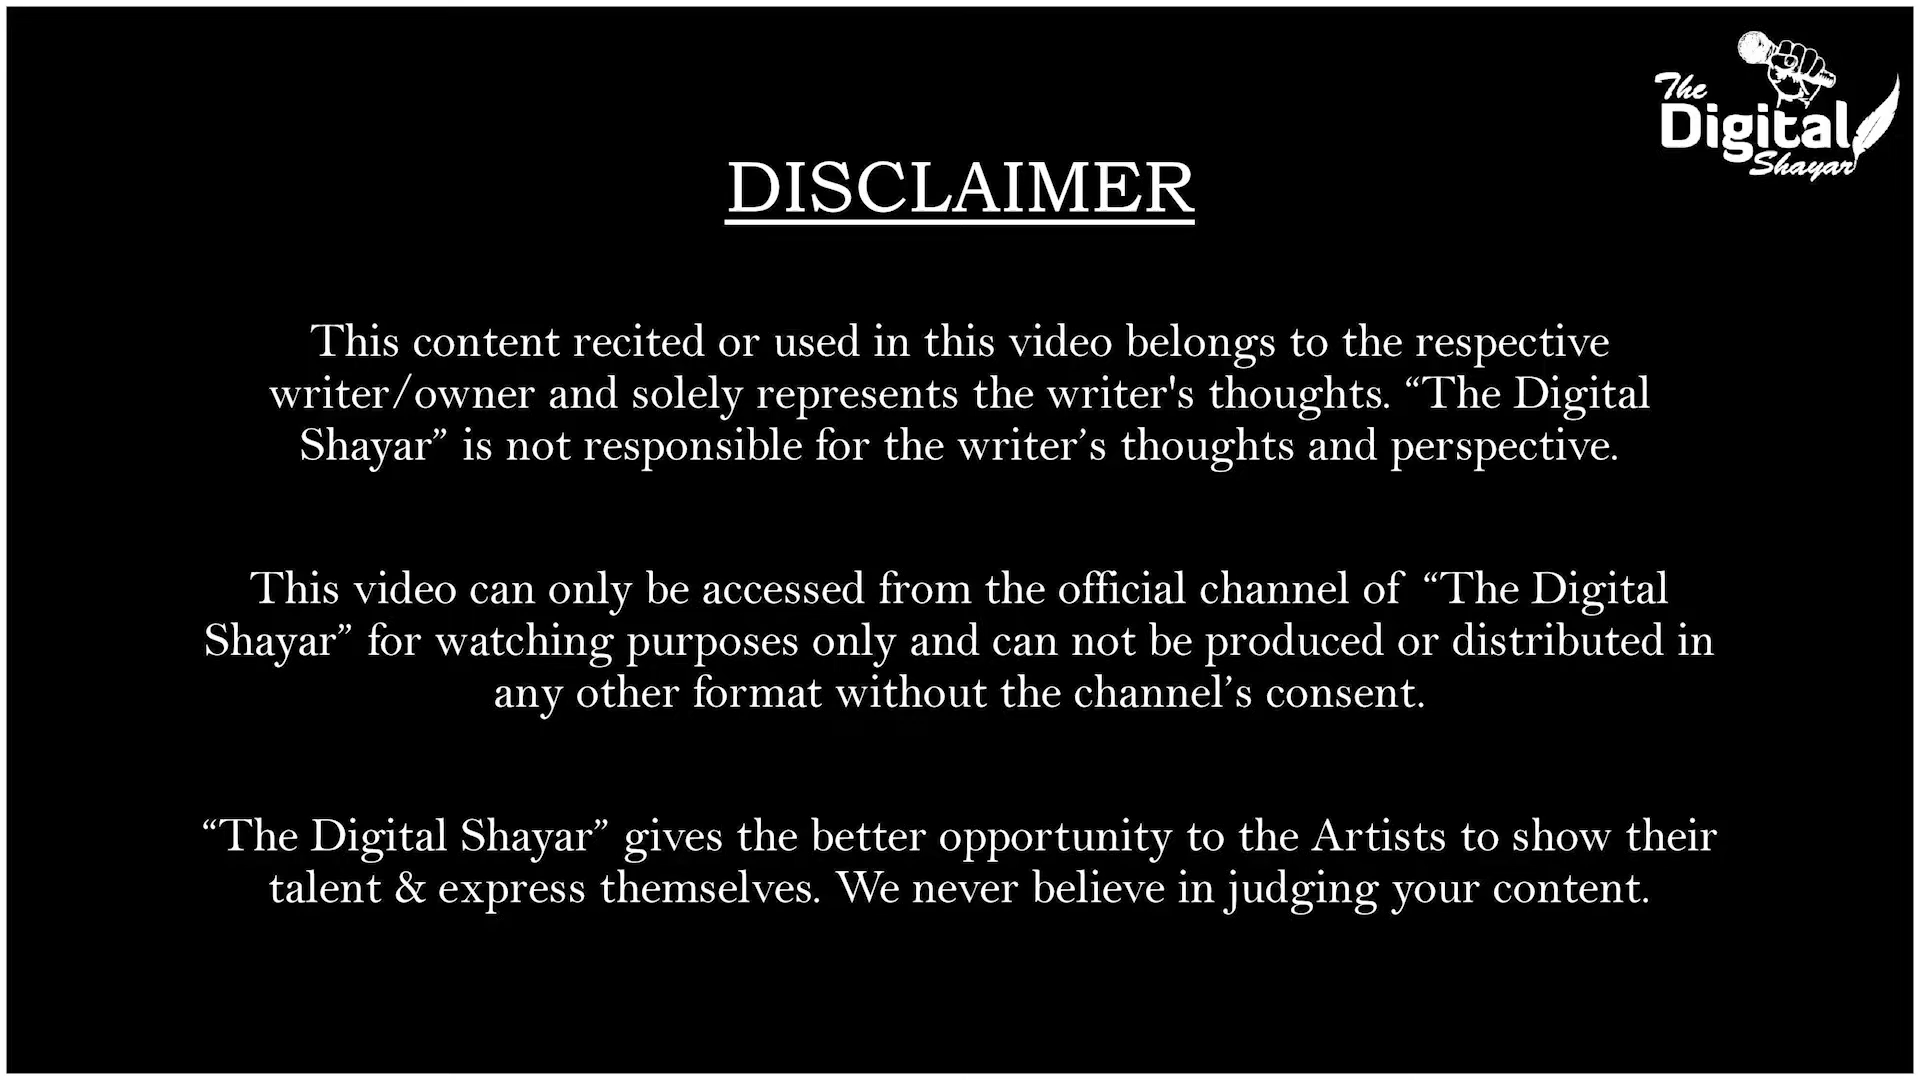 The
Digital
Shayar
DISCLAIMER
This content recited or used in this video belongs to the respective
writer/owner and solely represents the writer's thoughts. “The Digital
Shayar” is not responsible for the writer’s thoughts and perspective.
This video can only be accessed from the official channel of “The Digital
Shayar” for watching purposes only and can not be produced or distributed in
any other format without the channel’s consent.
“The Digital Shayar” gives the better opportunity to the Artists to show their
talent & express themselves. We never believe in judging your content.